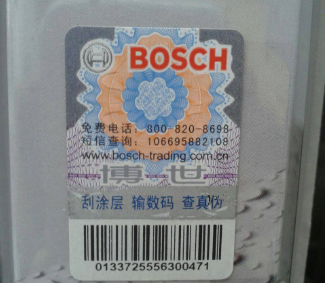 BOSCH
免费电话：800-820-8698
短信查询：106695882108
www.bosch-trading.com.cn
博世
刮涂层 输数码 查真伪
0133725556300471